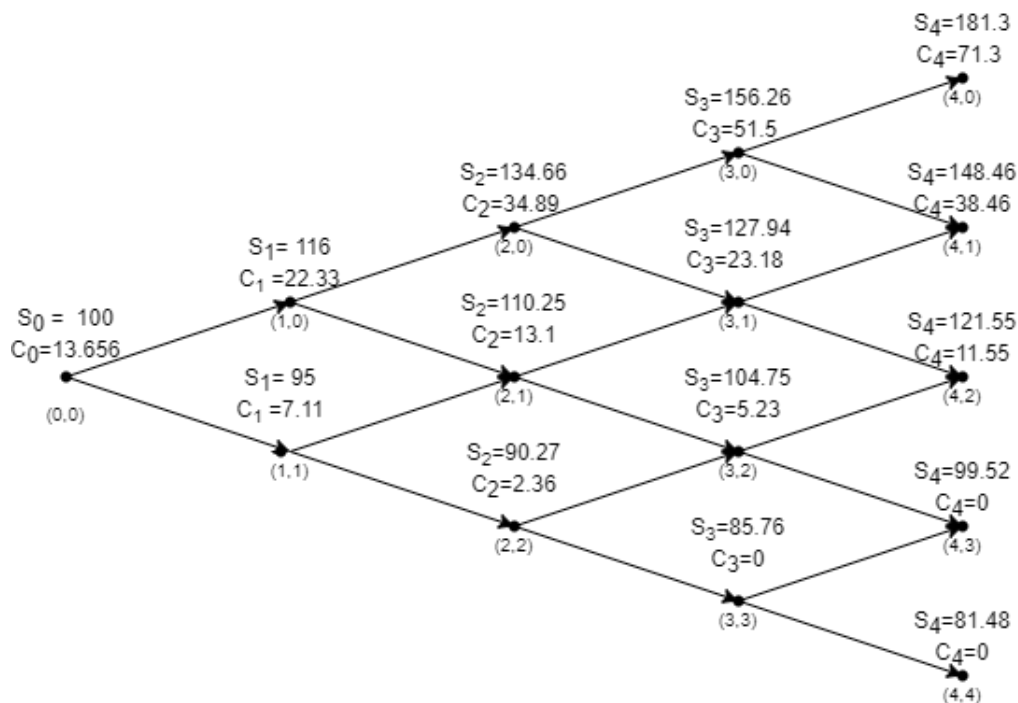 S₄=181.3
C₄=71.3
(4,0)
S₃=156.26
C₃=51.5
(3,0)
S₂=134.66
C₂=34.89
(2,0)
S₄=148.46
C₄=38.46
(4,1)
S₁= 116
C₁ =22.33
(1,0)
S₃=127.94
C₃=23.18
(3,1)
S₀ = 100
C₀=13.656
(0,0)
S₂=110.25
C₂=13.1
(2,1)
S₄=121.55
C₄=11.55
(4,2)
S₁= 95
C₁ =7.11
(1,1)
S₃=104.75
C₃=5.23
(3,2)
S₂=90.27
C₂=2.36
(2,2)
S₄=99.52
C₄=0
(4,3)
S₃=85.76
C₃=0
(3,3)
S₄=81.48
C₄=0
(4,4)